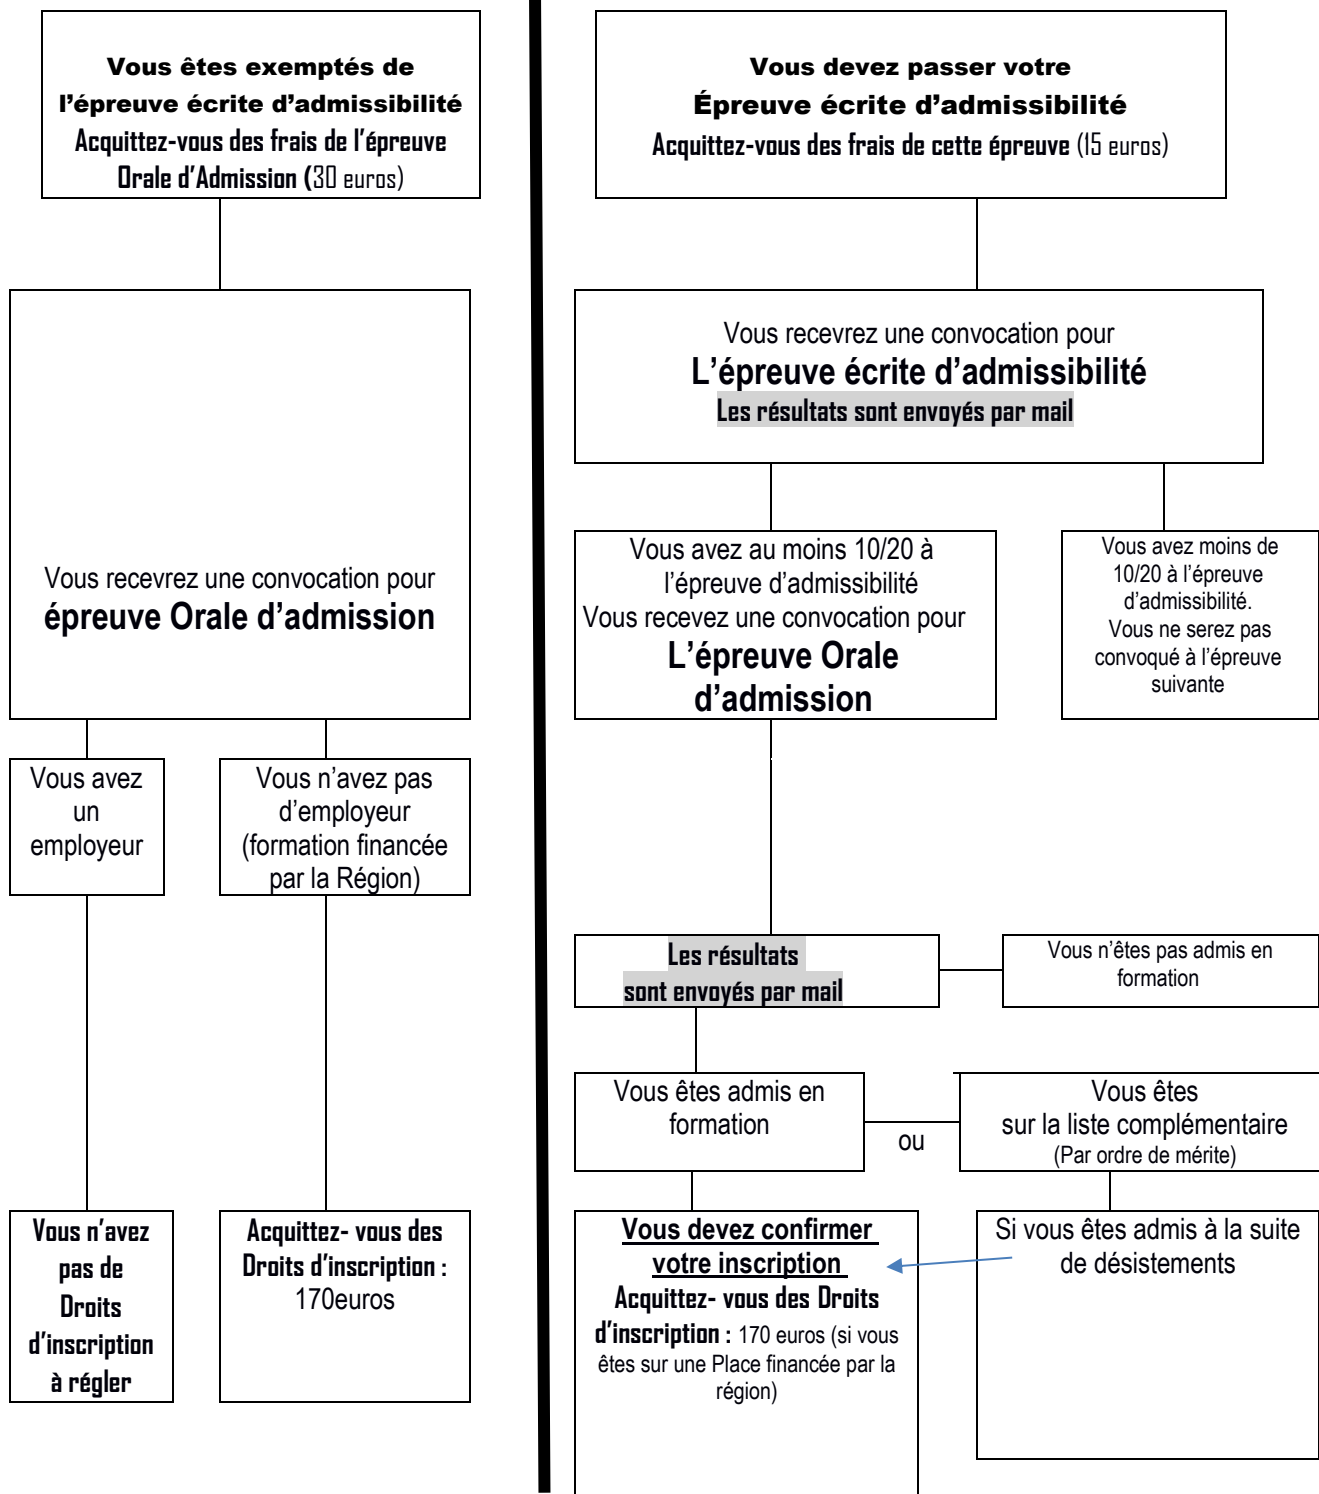 Vous êtes exemptés de
l'épreuve écrite d'admissibilité
Acquittez-vous des frais de l'épreuve
Orale d'Admission (30 euros)
Vous recevrez une convocation pour
épreuve Orale d'admission
Vous avez
un
employeur
Vous n'avez pas
d'employeur
(formation financée
par la Région)
Vous n'avez
pas de
Droits
d'inscription
à régler
Acquittez- vous des
Droits d'inscription :
170euros
Vous devez passer votre
Épreuve écrite d'admissibilité
Acquittez-vous des frais de cette épreuve (15 euros)
Vous recevrez une convocation pour
L'épreuve écrite d'admissibilité
Les résultats sont envoyés par mail
Vous avez au moins 10/20 à
l'épreuve d'admissibilité
Vous recevez une convocation pour
L'épreuve Orale
d'admission
Vous avez moins de
10/20 à l'épreuve
d'admissibilité.
Vous ne serez pas
convoqué à l'épreuve
suivante
Les résultats
sont envoyés par mail
Vous n'êtes pas admis en
formation
Vous êtes admis en
formation
ou
Vous êtes
sur la liste complémentaire
(Par ordre de mérite)
Vous devez confirmer
votre inscription
Acquittez- vous des Droits
d'inscription : 170 euros (si vous
êtes sur une Place financée par la
région)
Si vous êtes admis à la suite
de désistements